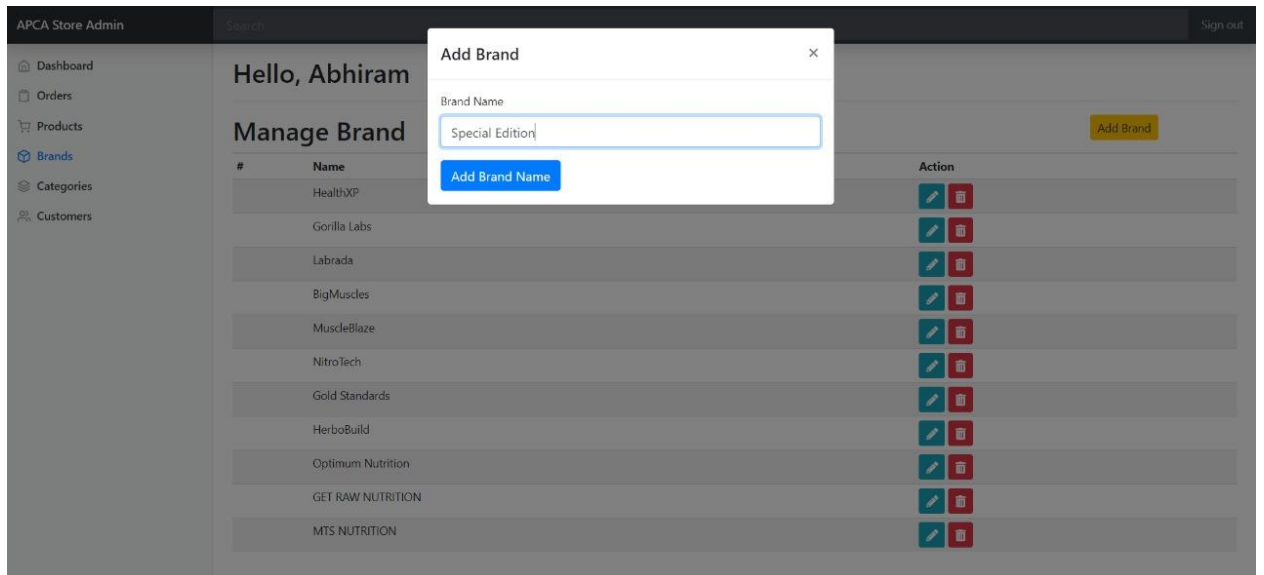 APCA Store Admin
Search
Sign out
Dashboard
Orders
Products
Brands
Categories
Customers
Hello, Abhiram
Manage Brand
Add Brand
# Name Action
HealthXP
Gorilla Labs
Labrada
BigMuscles
MuscleBlaze
NitroTech
Gold Standards
HerboBuild
Optimum Nutrition
GET RAW NUTRITION
MTS NUTRITION
Add Brand ×
Brand Name
Special Edition
Add Brand Name